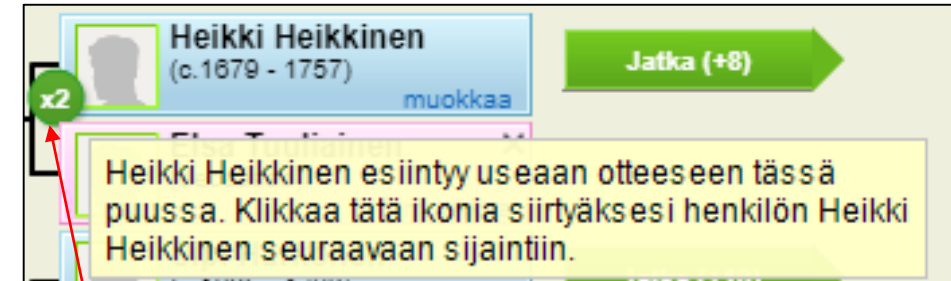 Heikki Heikkinen
(c.1679 - 1757)
Jatka (+8)
x2
muokkaa
Heikki Heikkinen esiintyy useaan otteeseen tässä
puussa. Klikkaa tätä ikonia siirtyäksesi henkilön Heikki
Heikkinen seuraavaan sijaintiin.